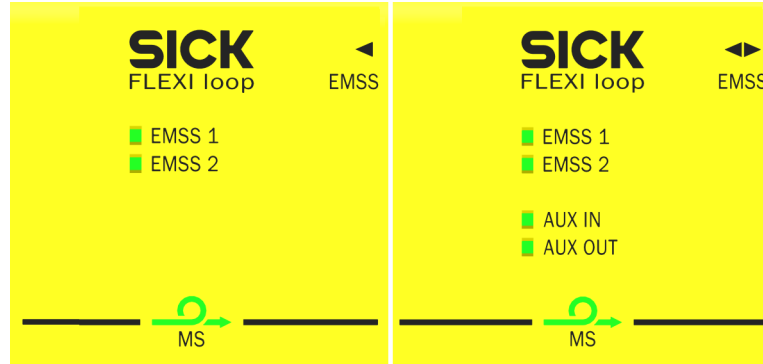 SICK
FLEXI loop
EMSS
EMSS 1
EMSS 2
MS
SICK
FLEXI loop
EMSS
EMSS 1
EMSS 2
AUX IN
AUX OUT
MS